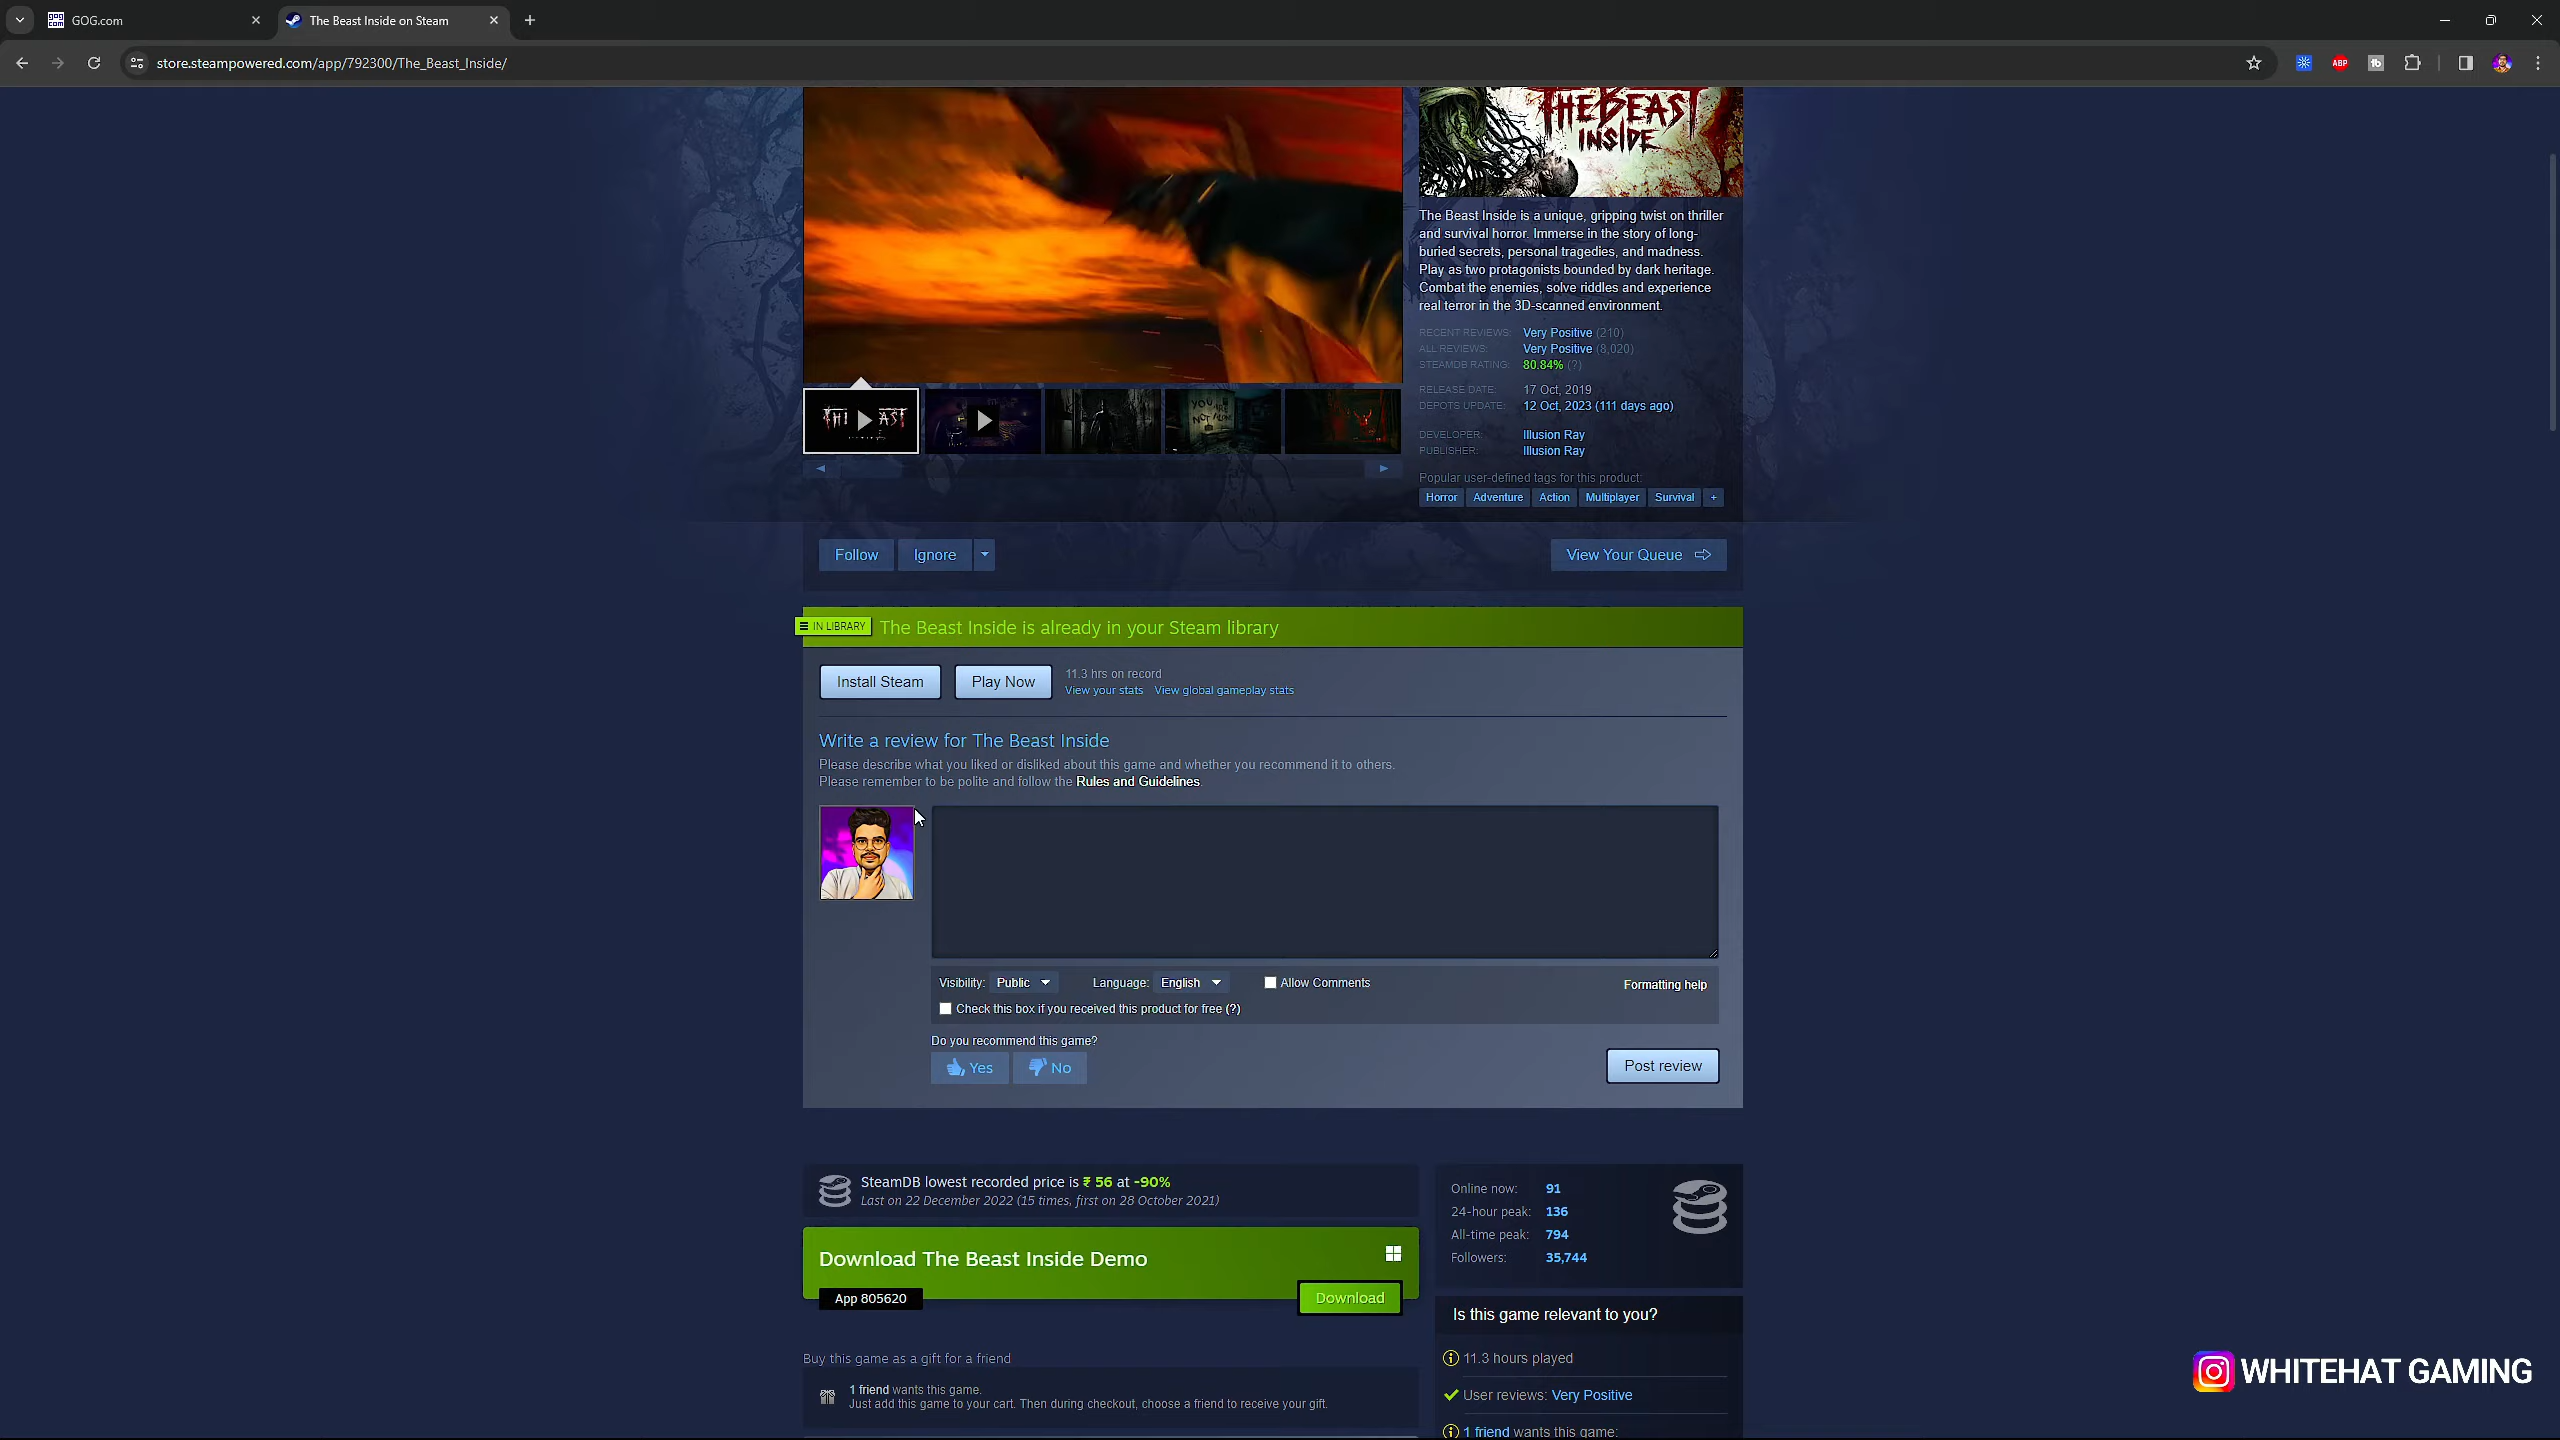 GOG.com
The Beast Inside on Steam
store.steampowered.com/app/792300/The_Beast_Inside/
ABP
THE BEAST
INSIDE
The Beast Inside is a unique, gripping twist on thriller
and survival horror. Immerse in the story of long-
buried secrets, personal tragedies, and madness.
Play as two protagonists bounded by dark heritage.
Combat the enemies, solve riddles and experience
real terror in the 3D-scanned environment.
RECENT REVIEWS: Very Positive (210)
ALL REVIEWS: Very Positive (8,020)
STEAMDB RATING: 80.84% (?)
RELEASE DATE: 17 Oct, 2019
DEPOTS UPDATE: 12 Oct, 2023 (111 days ago)
DEVELOPER: Illusion Ray
PUBLISHER: Illusion Ray
Popular user-defined tags for this product:
Horror Adventure Action Multiplayer Survival +
YOU ARE
NOT ALONE
Follow Ignore View Your Queue
IN LIBRARY The Beast Inside is already in your Steam library
Install Steam Play Now
11.3 hrs on record
View your stats View global gameplay stats
Write a review for The Beast Inside
Please describe what you liked or disliked about this game and whether you recommend it to others.
Please remember to be polite and follow the Rules and Guidelines.
Visibility: Public Language: English Allow Comments Formatting help
Check this box if you received this product for free (?)
Do you recommend this game?
Yes No Post review
SteamDB lowest recorded price is ₹ 56 at -90%
Last on 22 December 2022 (15 times, first on 28 October 2021)
Download The Beast Inside Demo
App 805620
Download
Buy this game as a gift for a friend
1 friend wants this game.
Just add this game to your cart. Then during checkout, choose a friend to receive your gift.
Online now: 91
24-hour peak: 136
All-time peak: 794
Followers: 35,744
Is this game relevant to you?
11.3 hours played
User reviews: Very Positive
1 friend wants this game:
WHITEHAT GAMING